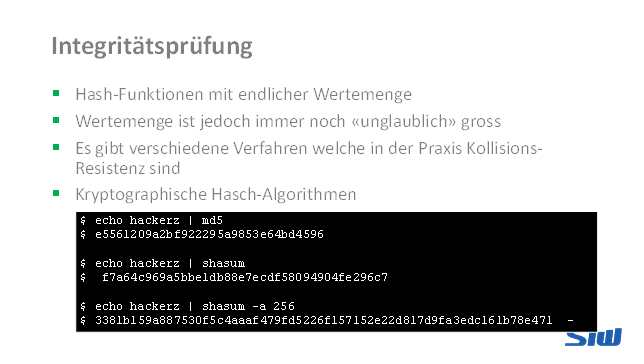 Integritätsprüfung
Hash-Funktionen mit endlicher Wertemenge
Wertemenge ist jedoch immer noch «unglaublich» gross
Es gibt verschiedene Verfahren welche in der Praxis Kollisions-
Resistenz sind
Kryptographische Hasch-Algorithmen
$ echo hackerz | md5
$ e5561209a2bf922295a9853e64bd4596
$ echo hackerz | shasum
$ f7a64c969a5bbe1db88e7ecdf58094904fe296c7
$ echo hackerz | shasum -a 256
$ 3381b159a887530f5c4aaaf479fd5226f157152e22d817d9fa3edc161b78e471 -
SIW